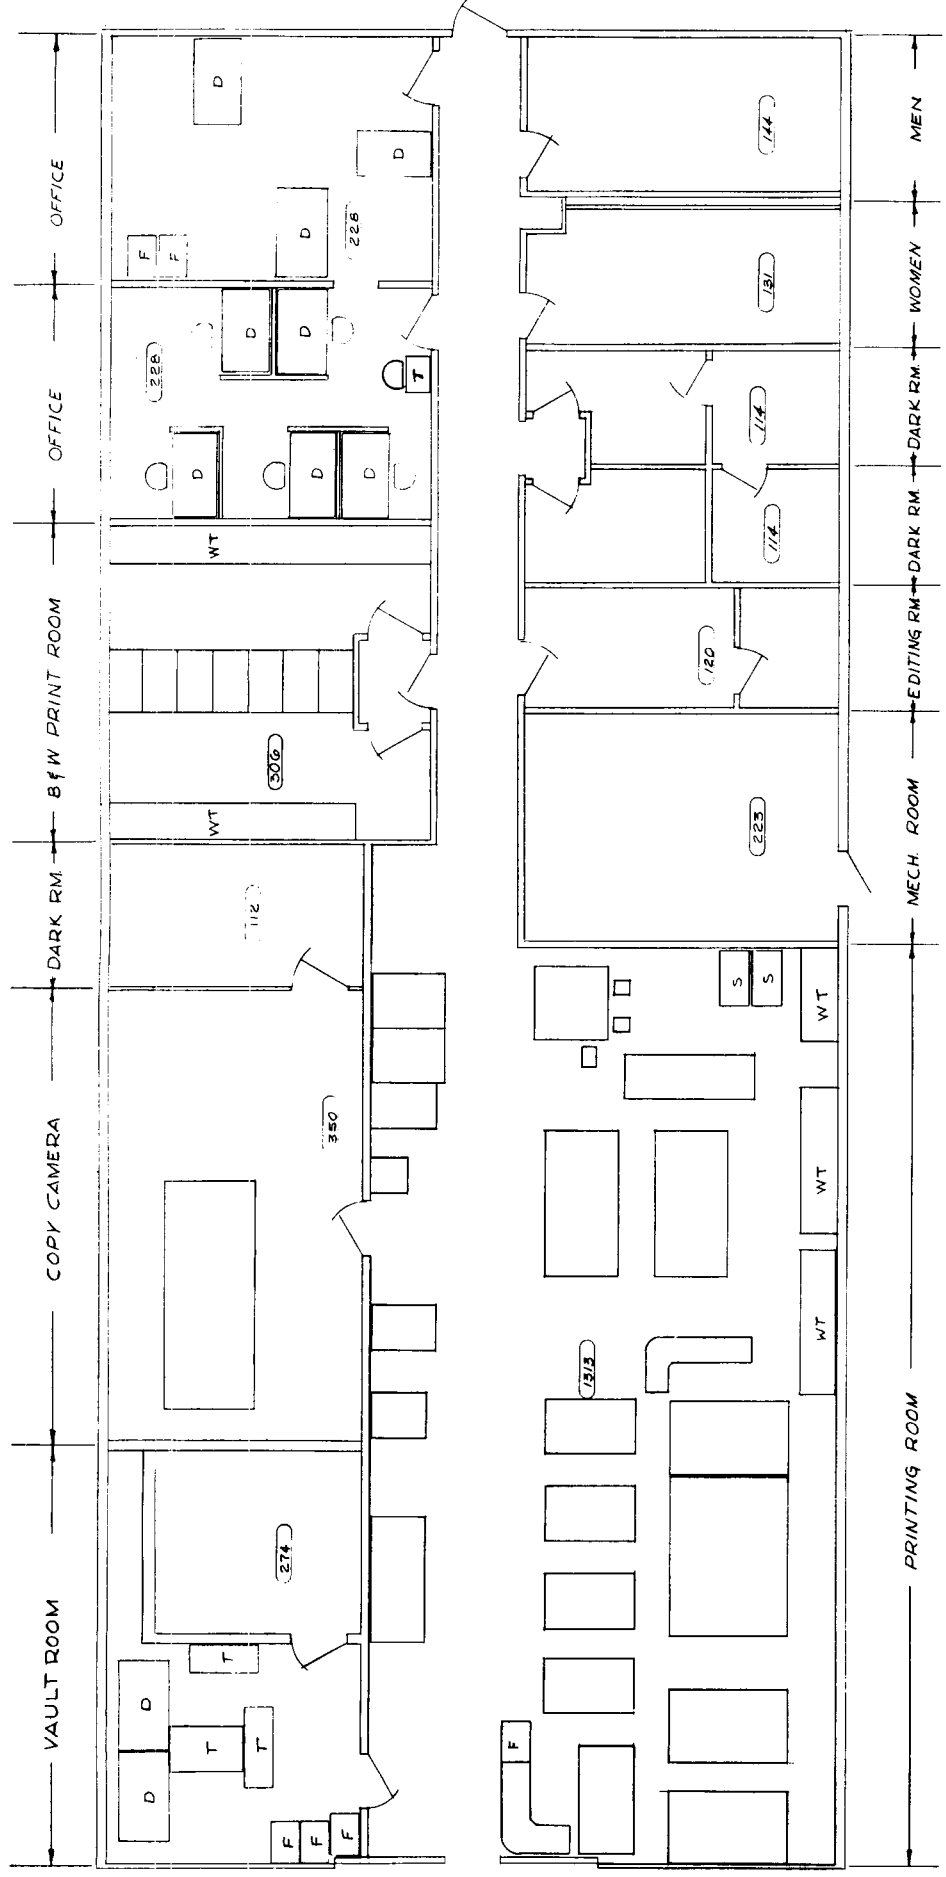 OFFICE
OFFICE
B&W PRINT ROOM
DARK RM.
COPY CAMERA
VAULT ROOM
D
D
D
F
F
228
D
D
228
T
D
D
D
WT
306
WT
112
350
274
T
D
D
T
T
F
F
F
144
131
114
114
120
223
S
S
WT
WT
WT
1313
F
MEN
WOMEN
DARK RM.
DARK RM.
EDITING RM
MECH. ROOM
PRINTING ROOM